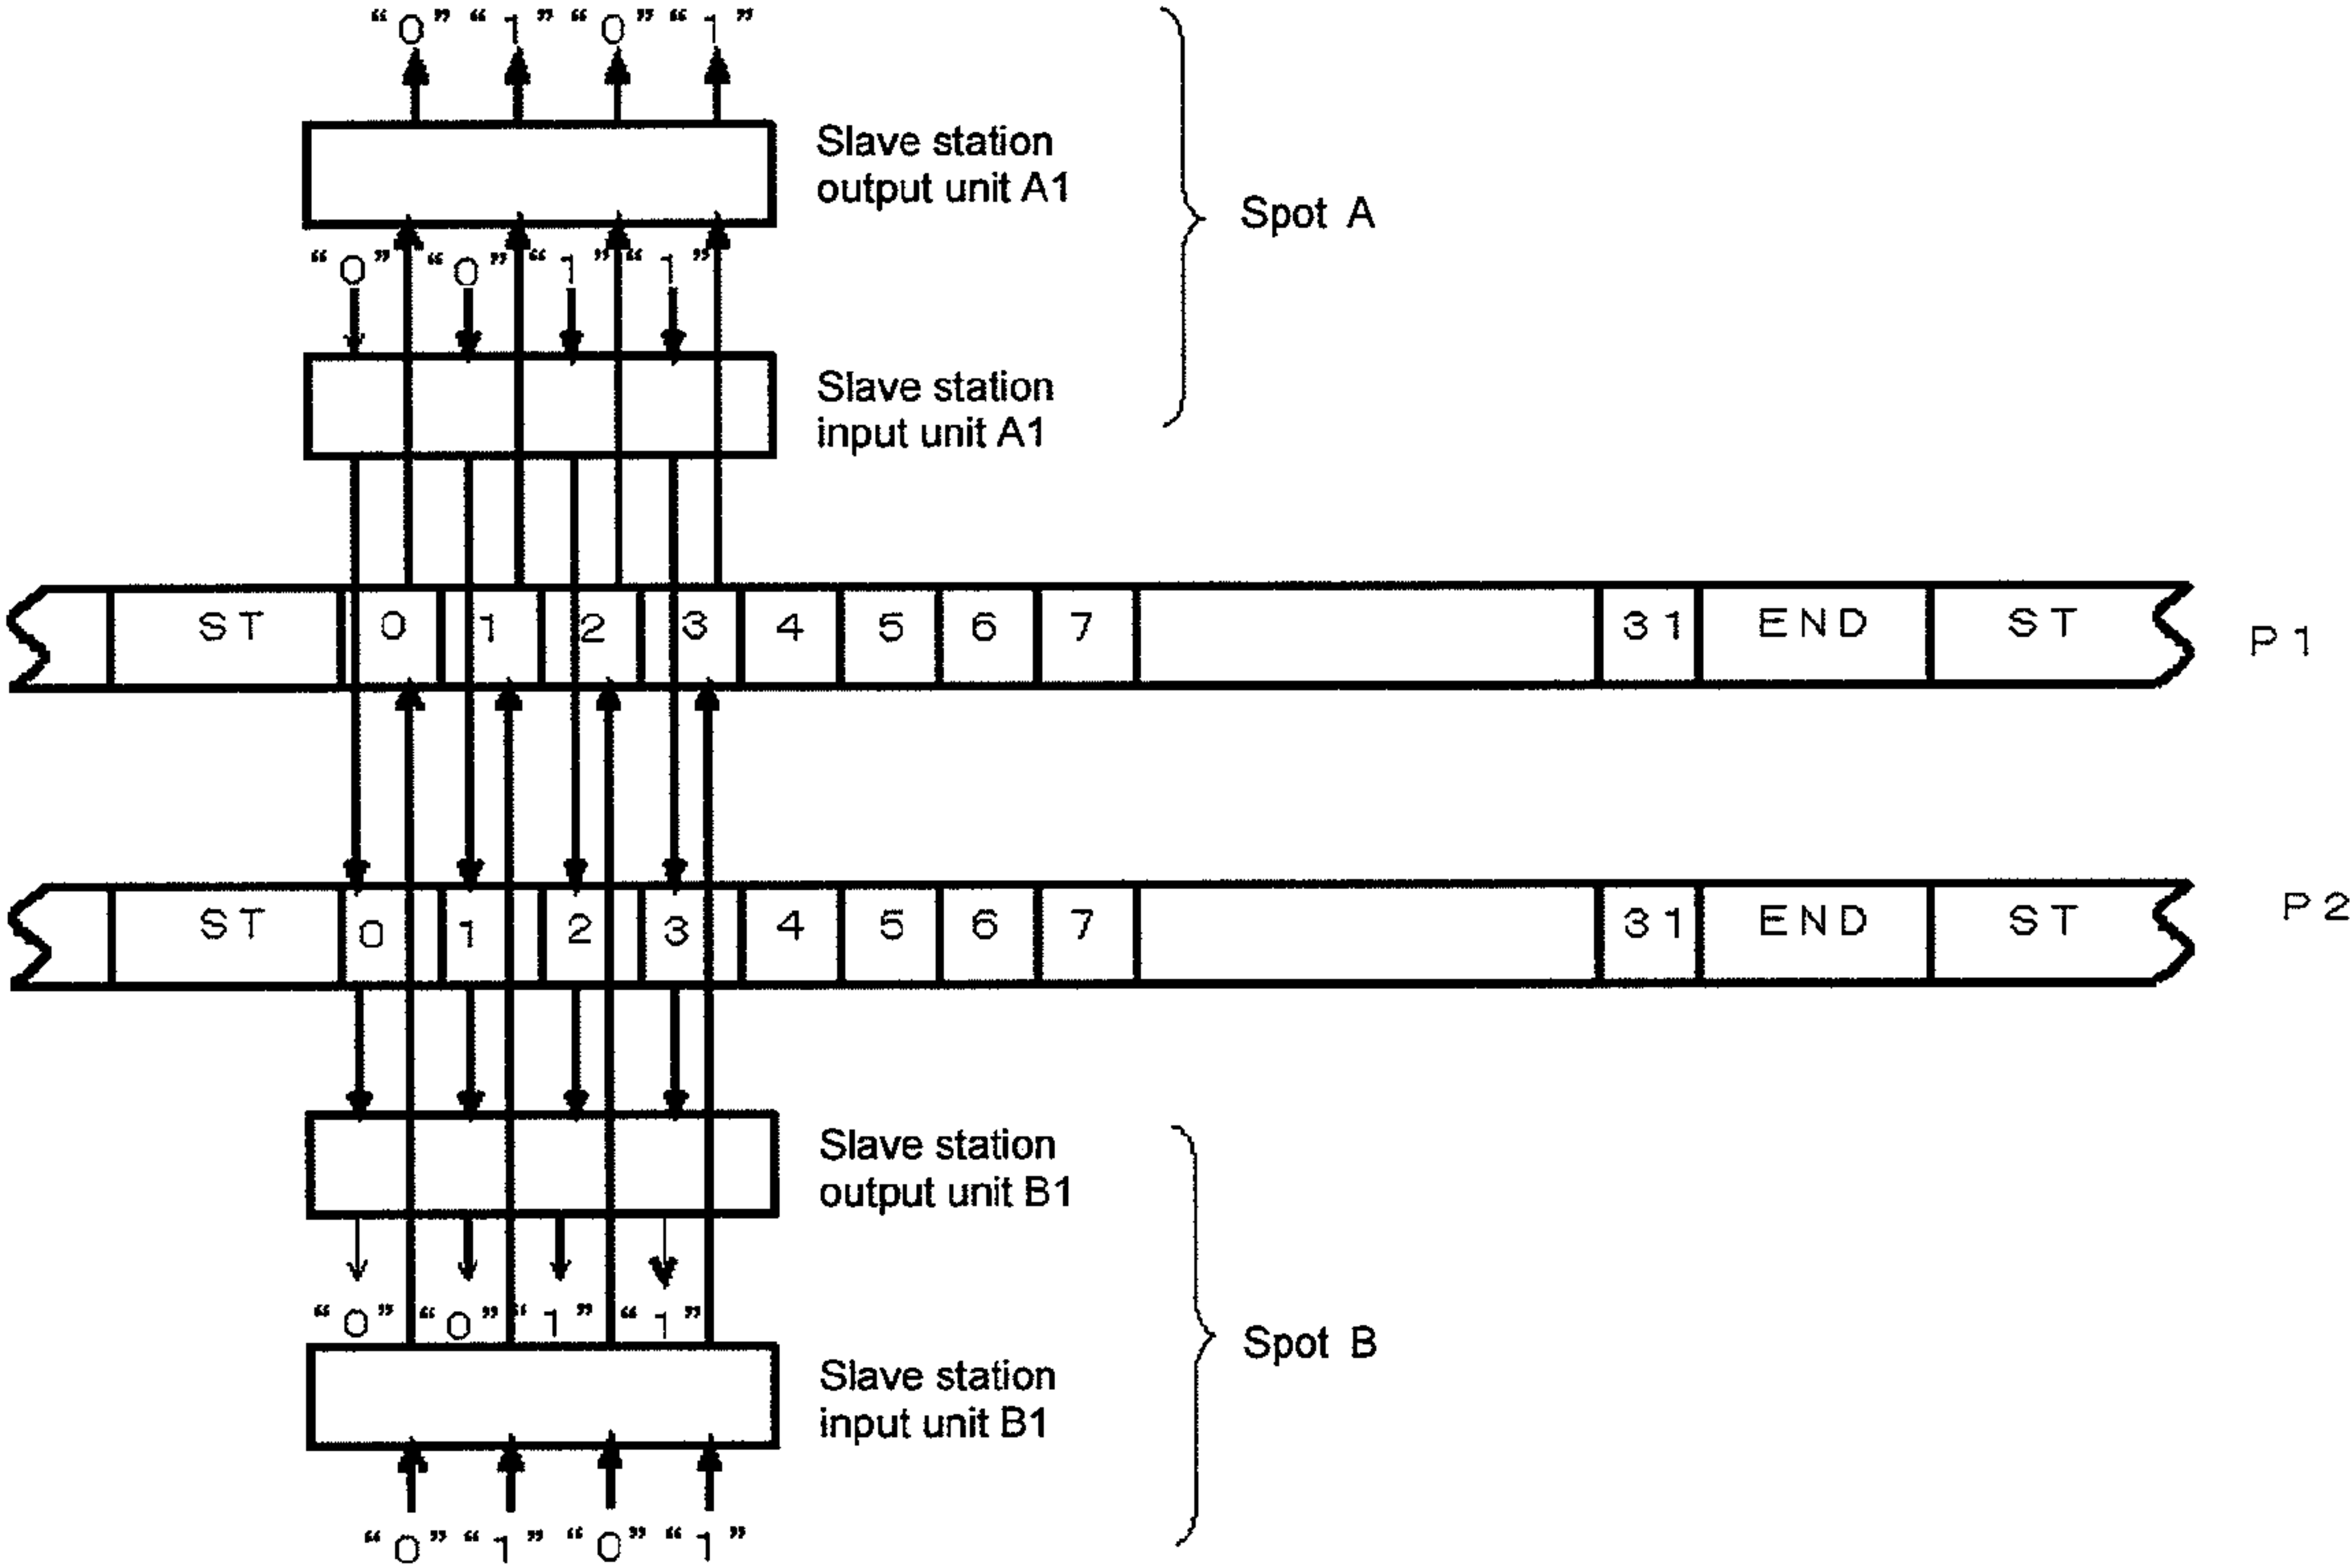 “0” “1” “0” “1”
Slave station
output unit A1
Spot A
“0” “0” “1” “1”
Slave station
input unit A1
ST 0 1 2 3 4 5 6 7 31 END ST P1
ST 0 1 2 3 4 5 6 7 31 END ST P2
Slave station
output unit B1
“0” “0” “1” “1”
Spot B
Slave station
input unit B1
“0” “1” “0” “1”